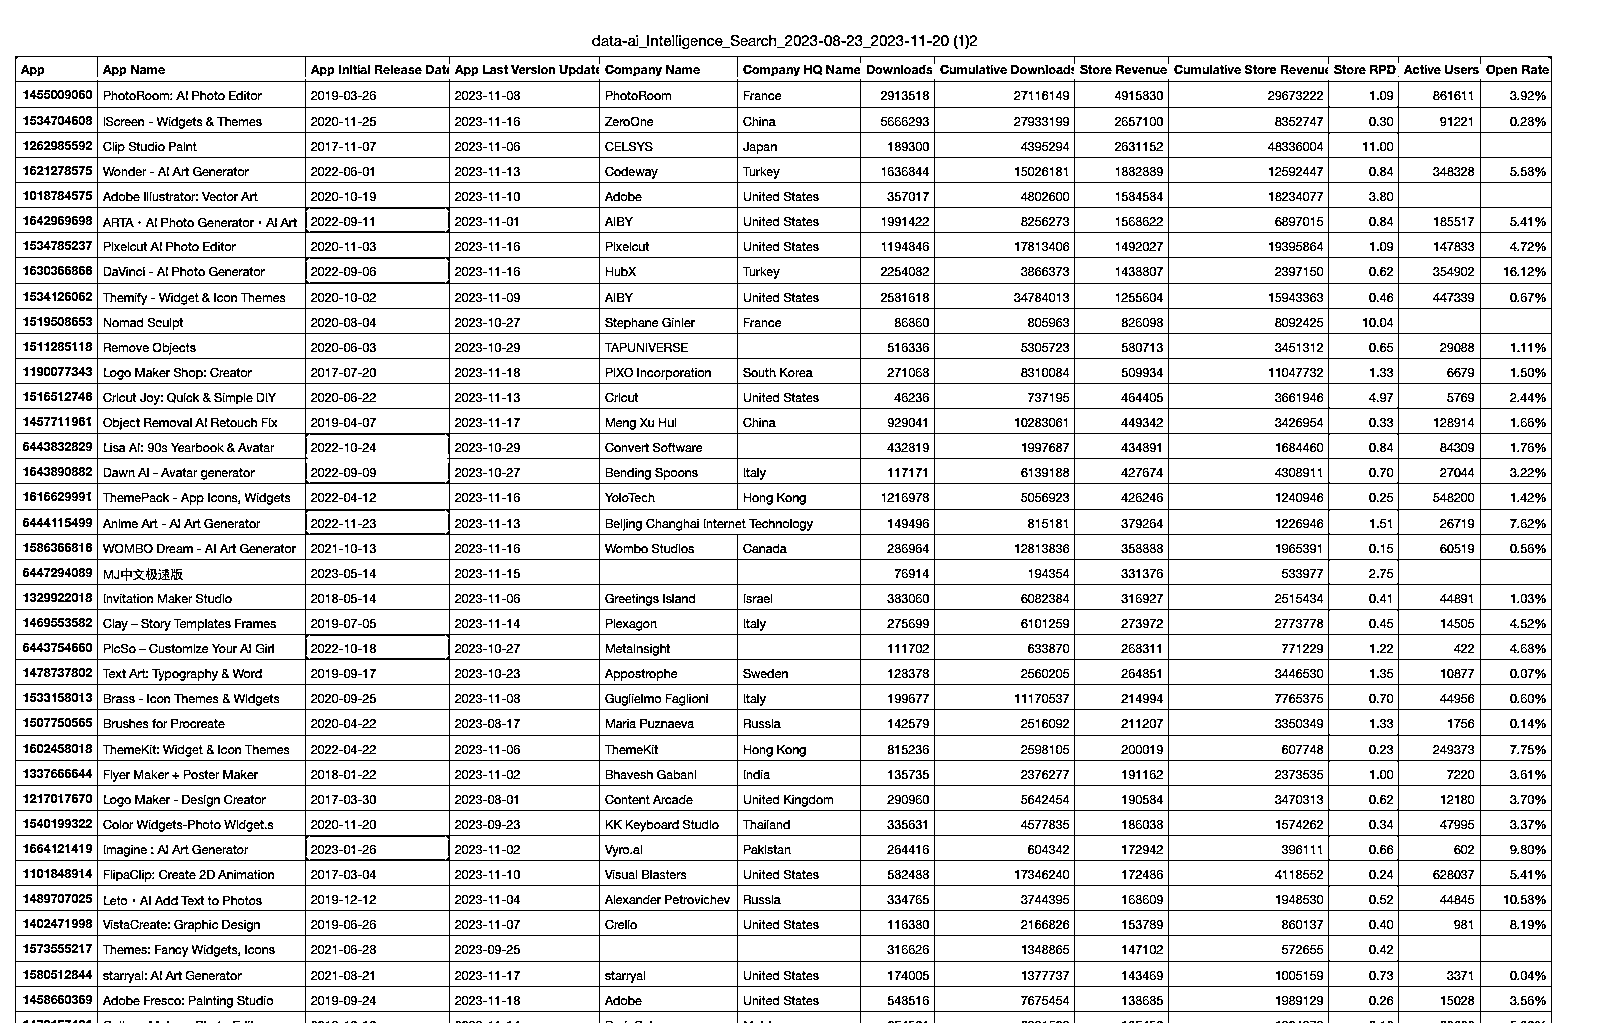 data-ai_Intelligence_Search_2023-08-23_2023-11-20 (1)2
App App Name App Initial Release Date App Last Version Update Company Name Company HQ Name Downloads Cumulative Downloads Store Revenue Cumulative Store Revenue Store RPD Active Users Open Rate
1455009060 PhotoRoom: AI Photo Editor 2019-03-26 2023-11-08 PhotoRoom France 2913518 27116149 4915830 29673222 1.09 861611 3.92%
1534704608 iScreen - Widgets & Themes 2020-11-25 2023-11-16 ZeroOne China 5666293 27933199 2657100 8352747 0.30 91221 0.28%
1262985592 Clip Studio Paint 2017-11-07 2023-11-06 CELSYS Japan 189300 4395294 2631152 48336004 11.00
1621278575 Wonder - AI Art Generator 2022-06-01 2023-11-13 Codeway Turkey 1636844 15026181 1882889 12592447 0.84 348328 5.58%
1018784575 Adobe Illustrator: Vector Art 2020-10-19 2023-11-10 Adobe United States 357017 4802600 1584584 18234077 3.80
1642969698 ARTA・AI Photo Generator・AI Art 2022-09-11 2023-11-01 AIBY United States 1991422 8256273 1568622 6897015 0.84 185517 5.41%
1534785237 Pixelcut AI Photo Editor 2020-11-03 2023-11-16 Pixelcut United States 1194846 17813406 1492027 19395864 1.09 147833 4.72%
1630366866 DaVinci - AI Photo Generator 2022-09-06 2023-11-16 HubX Turkey 2254082 3866373 1438807 2397150 0.62 354902 16.12%
1534126062 Themify - Widget & Icon Themes 2020-10-02 2023-11-09 AIBY United States 2581618 34784013 1255604 15943363 0.46 447339 0.67%
1519508653 Nomad Sculpt 2020-08-04 2023-10-27 Stephane Ginier France 86860 805963 826098 8092425 10.04
1511285118 Remove Objects 2020-06-03 2023-10-29 TAPUNIVERSE 516336 5305723 580713 3451312 0.65 29088 1.11%
1190077343 Logo Maker Shop: Creator 2017-07-20 2023-11-18 PIXO Incorporation South Korea 271068 8310084 509934 11047732 1.33 6679 1.50%
1516512746 Cricut Joy: Quick & Simple DIY 2020-06-22 2023-11-13 Cricut United States 46236 737195 464405 3661946 4.97 5769 2.44%
1457711961 Object Removal AI Retouch Fix 2019-04-07 2023-11-17 Meng Xu Hui China 929041 10283061 449342 3426954 0.33 128914 1.66%
6443832829 Lisa AI: 90s Yearbook & Avatar 2022-10-24 2023-10-29 Convert Software 432819 1997687 434891 1684460 0.84 84309 1.76%
1643890882 Dawn AI - Avatar generator 2022-09-09 2023-10-27 Bending Spoons Italy 117171 6139188 427674 4308911 0.70 27044 3.22%
1616629991 ThemePack - App Icons, Widgets 2022-04-12 2023-11-16 YoloTech Hong Kong 1216978 5056923 426246 1240946 0.25 548200 1.42%
6444115499 Anime Art - AI Art Generator 2022-11-23 2023-11-13 Beijing Changhai Internet Technology 149496 815181 379264 1226946 1.51 26719 7.62%
1586366816 WOMBO Dream - AI Art Generator 2021-10-13 2023-11-16 Wombo Studios Canada 286964 12813836 358888 1965391 0.15 60519 0.56%
6447294089 MJ中文极速版 2023-05-14 2023-11-15 76914 194354 331376 533977 2.75
1329922018 Invitation Maker Studio 2018-05-14 2023-11-06 Greetings Island Israel 383060 6082384 316927 2515434 0.41 44891 1.03%
1469553582 Clay – Story Templates Frames 2019-07-05 2023-11-14 Plexagon Italy 275699 6101259 273972 2773778 0.45 14505 4.52%
6443754660 PicSo – Customize Your AI Girl 2022-10-18 2023-10-27 MetaInsight 111702 633870 268311 771229 1.22 422 4.68%
1478737802 Text Art: Typography & Word 2019-09-17 2023-10-23 Appostrophe Sweden 128378 2560205 264851 3446530 1.35 10877 0.07%
1533158013 Brass - Icon Themes & Widgets 2020-09-25 2023-11-08 Guglielmo Faglioni Italy 199677 11170537 214994 7765375 0.70 44956 0.60%
1507750565 Brushes for Procreate 2020-04-22 2023-08-17 Maria Puznaeva Russia 142579 2516092 211207 3350349 1.33 1756 0.14%
1602458018 ThemeKit: Widget & Icon Themes 2022-04-22 2023-11-06 ThemeKit Hong Kong 815236 2598105 200019 607748 0.23 249373 7.75%
1337666644 Flyer Maker + Poster Maker 2018-01-22 2023-11-02 Bhavesh Gabani India 135735 2376277 191162 2373535 1.00 7220 3.61%
1217017670 Logo Maker - Design Creator 2017-03-30 2023-08-01 Content Arcade United Kingdom 290960 5642454 190584 3470313 0.62 12180 3.70%
1540199322 Color Widgets-Photo Widget.s 2020-11-20 2023-09-23 KK Keyboard Studio Thailand 335631 4577835 186038 1574262 0.34 47995 3.37%
1664121419 Imagine : AI Art Generator 2023-01-26 2023-11-02 Vyro.ai Pakistan 264416 604342 172942 396111 0.66 602 9.80%
1101848914 FlipaClip: Create 2D Animation 2017-03-04 2023-11-10 Visual Blasters United States 582488 17346240 172486 4118552 0.24 628037 5.41%
1489707025 Leto・AI Add Text to Photos 2019-12-12 2023-11-04 Alexander Petrovichev Russia 334765 3744395 168609 1948530 0.52 44845 10.58%
1402471998 VistaCreate: Graphic Design 2019-06-26 2023-11-07 Crello United States 116380 2166826 153789 860137 0.40 981 8.19%
1573555217 Themes: Fancy Widgets, Icons 2021-06-28 2023-09-25 316626 1348865 147102 572655 0.42
1580512844 starryai: AI Art Generator 2021-08-21 2023-11-17 starryai United States 174005 1377737 143469 1005159 0.73 3371 0.04%
1458660369 Adobe Fresco: Painting Studio 2019-09-24 2023-11-18 Adobe United States 548516 7675454 138685 1989129 0.26 15028 3.56%